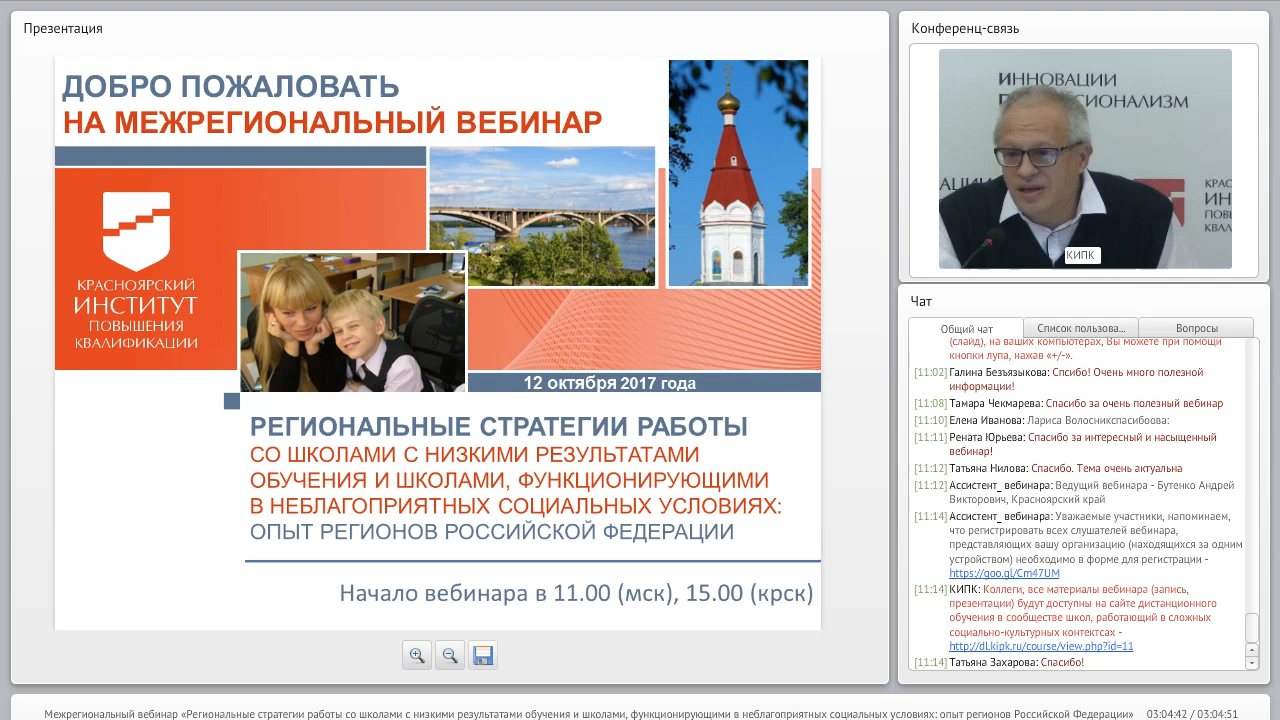 Презентация
ДОБРО ПОЖАЛОВАТЬ
НА МЕЖРЕГИОНАЛЬНЫЙ ВЕБИНАР
КРАСНОЯРСКИЙ
ИНСТИТУТ
ПОВЫШЕНИЯ
КВАЛИФИКАЦИИ
12 октября 2017 года
РЕГИОНАЛЬНЫЕ СТРАТЕГИИ РАБОТЫ
СО ШКОЛАМИ С НИЗКИМИ РЕЗУЛЬТАТАМИ
ОБУЧЕНИЯ И ШКОЛАМИ, ФУНКЦИОНИРУЮЩИМИ
В НЕБЛАГОПРИЯТНЫХ СОЦИАЛЬНЫХ УСЛОВИЯХ:
ОПЫТ РЕГИОНОВ РОССИЙСКОЙ ФЕДЕРАЦИИ
Начало вебинара в 11.00 (мск), 15.00 (крск)
Конференц-связь
ИННОВАЦИИ
КИПК
Чат
Общий чат
Список пользова...
Вопросы
(слайд), на ваших компьютерах, Вы можете при помощи
кнопки лупа, нажав «+/-».
[11:02] Галина Безъязыкова: Спсибо! Очень много полезной
информации!
[11:08] Тамара Чекмарева: Спасибо за очень полезный вебинар
[11:10] Елена Иванова: Лариса Волосникспасибоова:
[11:11] Рената Юрьева: Спасибо за интересный и насыщенный
вебинар!
[11:12] Татьяна Нилова: Спасибо. Тема очень актуальна
[11:12] Ассистент_ вебинара: Ведущий вебинара - Бутенко Андрей
Викторович, Красноярский край
[11:14] Ассистент_ вебинара: Уважаемые участники, напоминаем,
что регистрировать всех слушателей вебинара,
представляющих вашу организацию (находящихся за одним
устройством) необходимо в форме для регистрации -
https://goo.gl/Cm47UM
[11:14] КИПК: Коллеги, все материалы вебинара (запись,
презентации) будут доступны на сайте дистанционного
обучения в сообществе школ, работающий в сложных
социально-культурных контектсах -
http://dl.kipk.ru/course/view.php?id=11
[11:14] Татьяна Захарова: Спасибо!
Межрегиональный вебинар «Региональные стратегии работы со школами с низкими результатами обучения и школами, функционирующими в неблагоприятных социальных условиях: опыт регионов Российской Федерации» 03:04:42 / 03:04:51